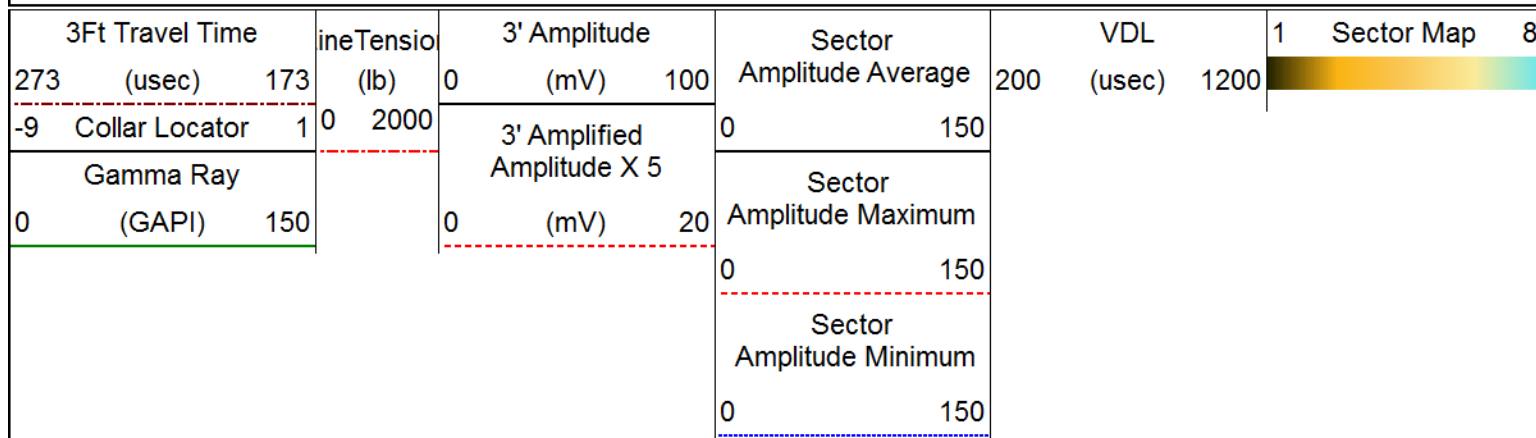 3Ft Travel Time
273 (usec) 173
-9 Collar Locator 1
Gamma Ray
0 (GAPI) 150
ineTension
(lb)
0 2000
3' Amplitude
0 (mV) 100
3' Amplified
Amplitude X 5
0 (mV) 20
Sector
Amplitude Average
0 150
Sector
Amplitude Maximum
0 150
Sector
Amplitude Minimum
0 150
VDL
200 (usec) 1200
1 Sector Map 8